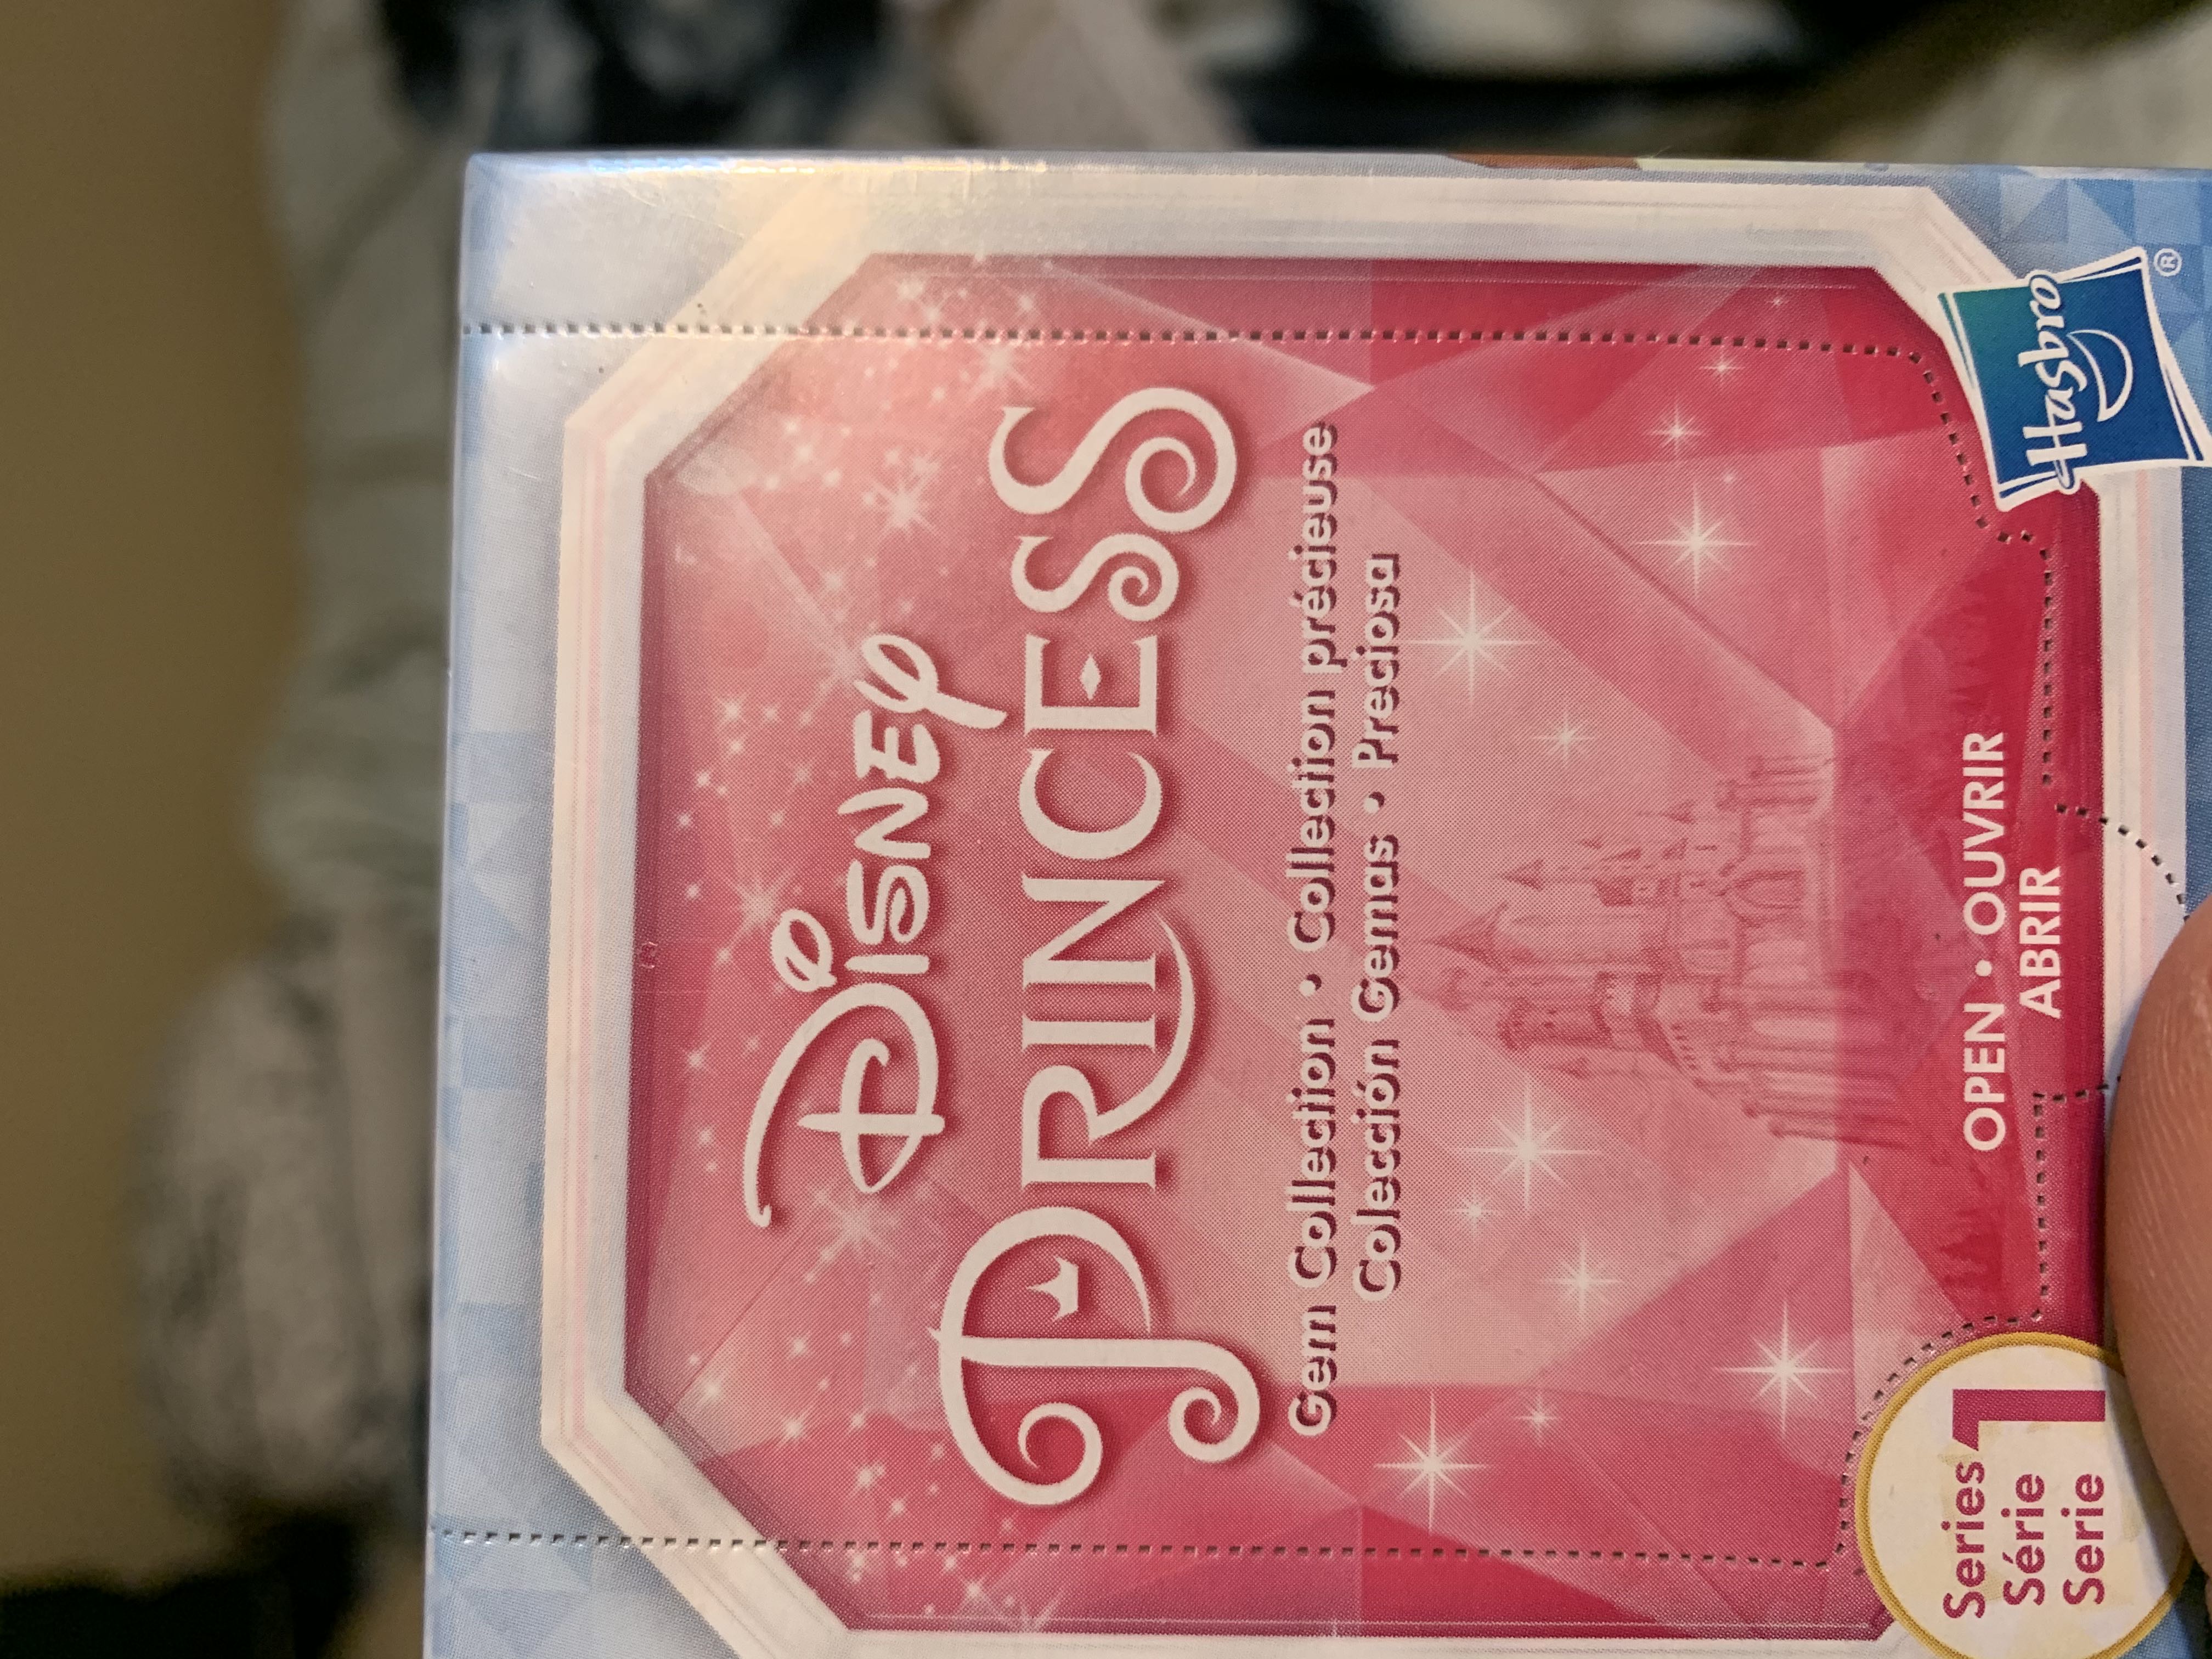 Disney
PRINCESS
Gem Collection • Collection précieuse
Colección Gemas • Preciosa
OPEN • OUVRIR
ABRIR
Series 1
Série
Serie
Hasbro®